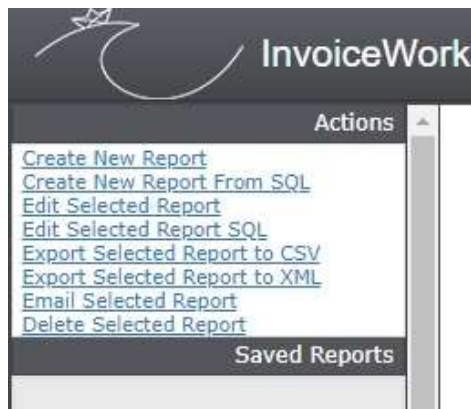 InvoiceWork
Actions
Create New Report
Create New Report From SQL
Edit Selected Report
Edit Selected Report SQL
Export Selected Report to CSV
Export Selected Report to XML
Email Selected Report
Delete Selected Report
Saved Reports